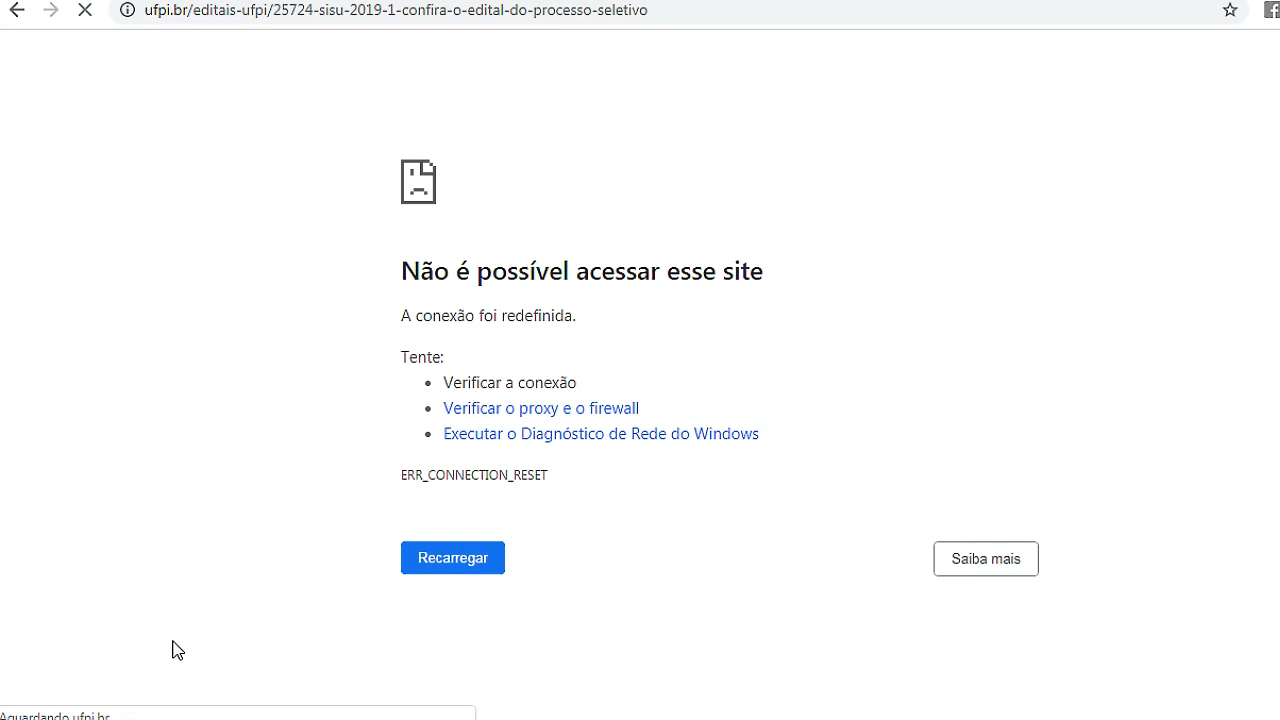 ufpi.br/editais-ufpi/25724-sisu-2019-1-confira-o-edital-do-processo-seletivo
Não é possível acessar esse site
A conexão foi redefinida.
Tente:
Verificar a conexão
Verificar o proxy e o firewall
Executar o Diagnóstico de Rede do Windows
ERR_CONNECTION_RESET
Recarregar
Saiba mais
Aguardando ufpi.br